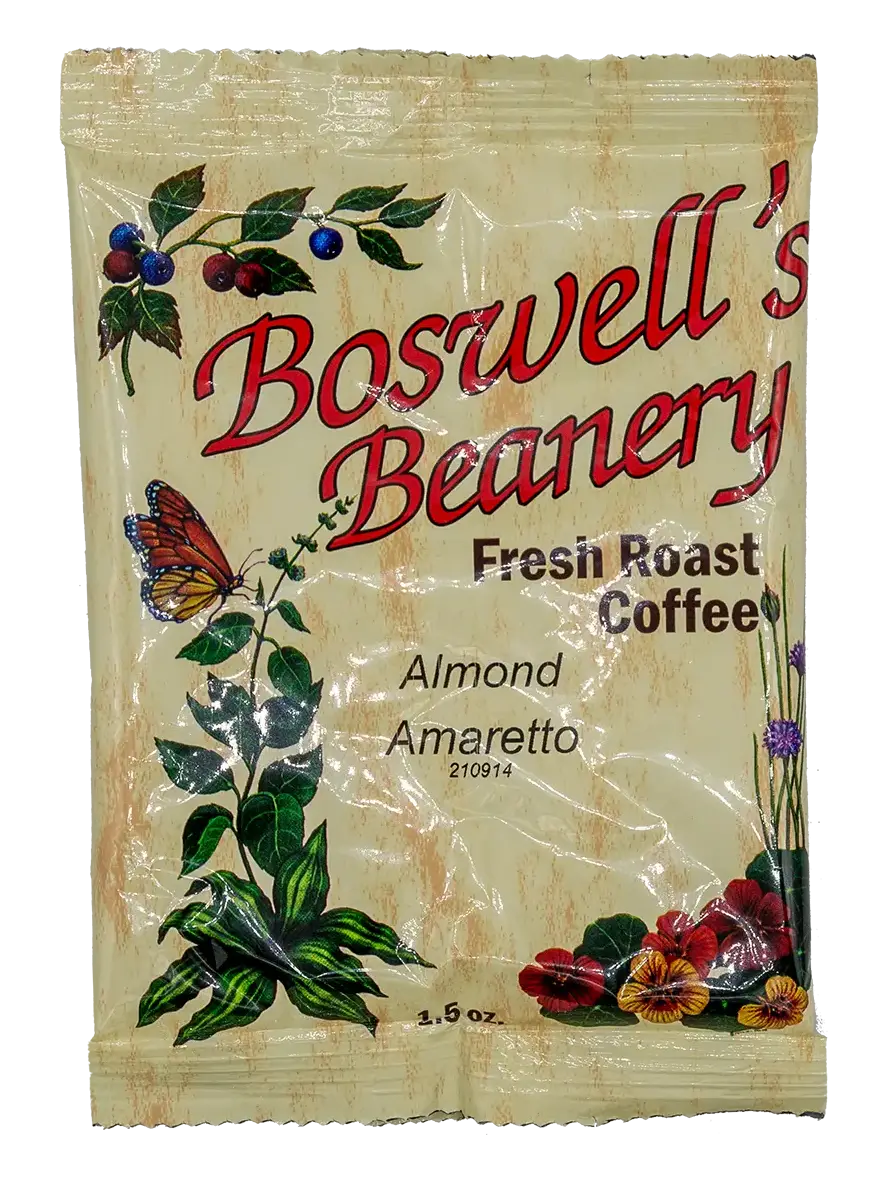 Boswell's
Beanery
Fresh Roast
Coffee
Almond
Amaretto
210914
1.5 oz.